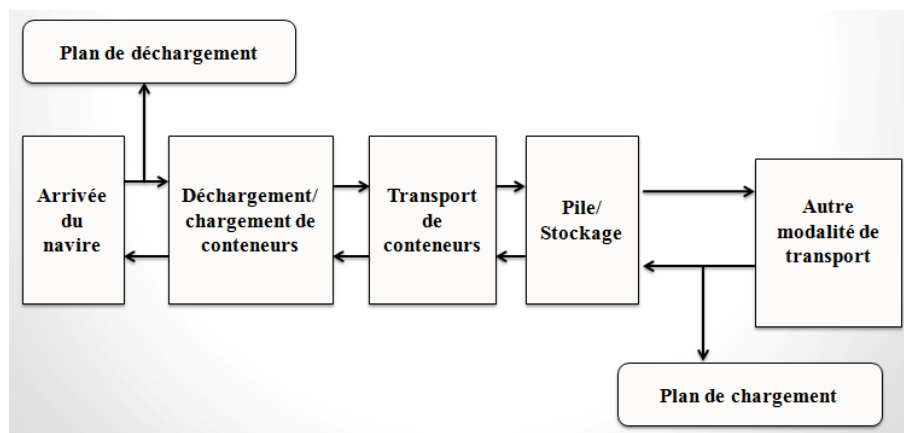 Plan de déchargement
Arrivée
du
navire
Déchargement/
chargement de
conteneurs
Transport
de
conteneurs
Pile/
Stockage
Autre
modalité de
transport
Plan de chargement